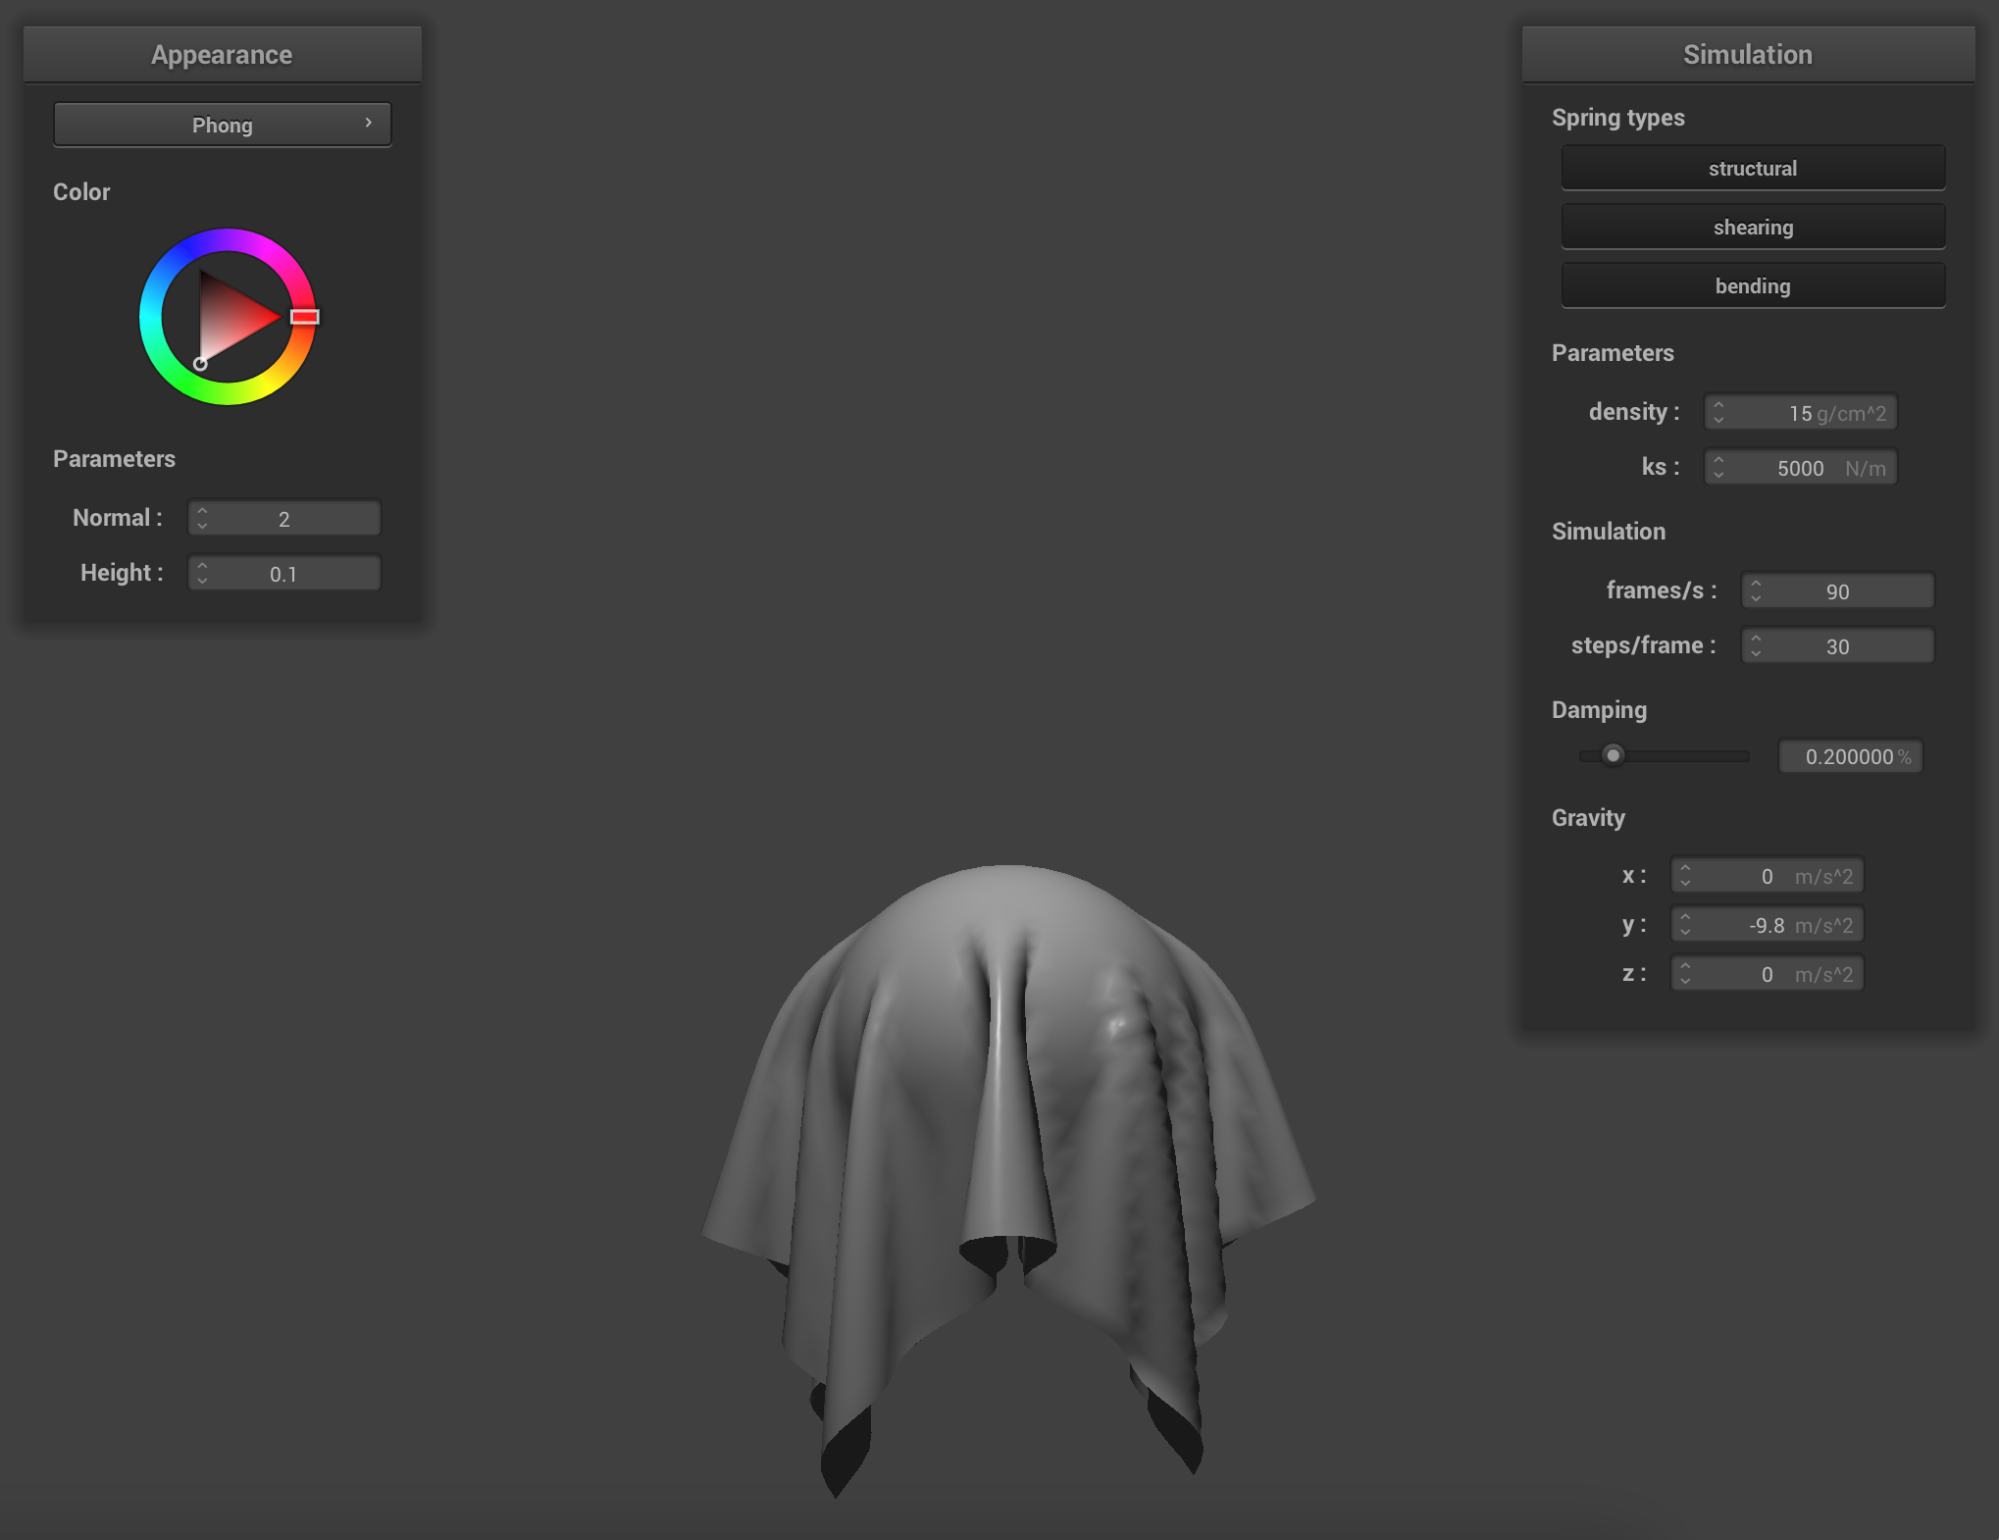 Appearance
Phong
Color
Parameters
Normal : 2
Height : 0.1
Simulation
Spring types
structural
shearing
bending
Parameters
density : 15 g/cm^2
ks : 5000 N/m
Simulation
frames/s : 90
steps/frame : 30
Damping
0.200000 %
Gravity
x : 0 m/s^2
y : -9.8 m/s^2
z : 0 m/s^2